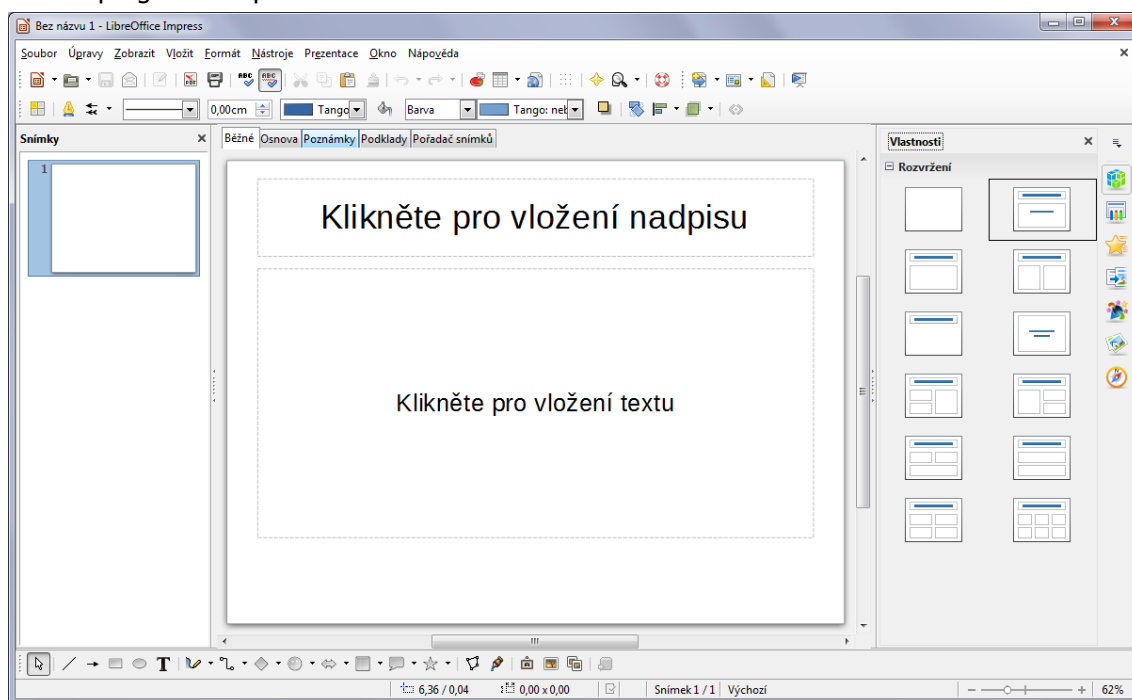 Bez názvu 1 - LibreOffice Impress
Soubor Úpravy Zobrazit Vložit Formát Nástroje Prezentace Okno Nápověda
0,00cm Tango Barva Tango: neb
Snímky
Běžné Osnova Poznámky Podklady Pořadač snímků
Vlastnosti
Rozvržení
1
Klikněte pro vložení nadpisu
Klikněte pro vložení textu
6,36 / 0,04 0,00 x 0,00 Snímek 1 / 1 Výchozí 62%